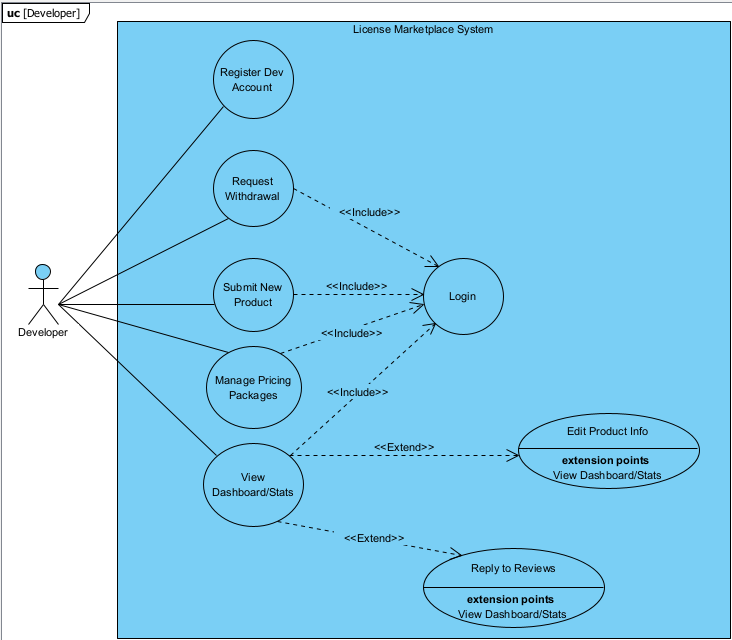 uc [Developer]
License Marketplace System
Register Dev
Account
Request
Withdrawal
<<Include>>
Submit New
Product
<<Include>>
Login
Developer
<<Include>>
Manage Pricing
Packages
<<Include>>
<<Extend>>
Edit Product Info
extension points
View Dashboard/Stats
View
Dashboard/Stats
<<Extend>>
Reply to Reviews
extension points
View Dashboard/Stats